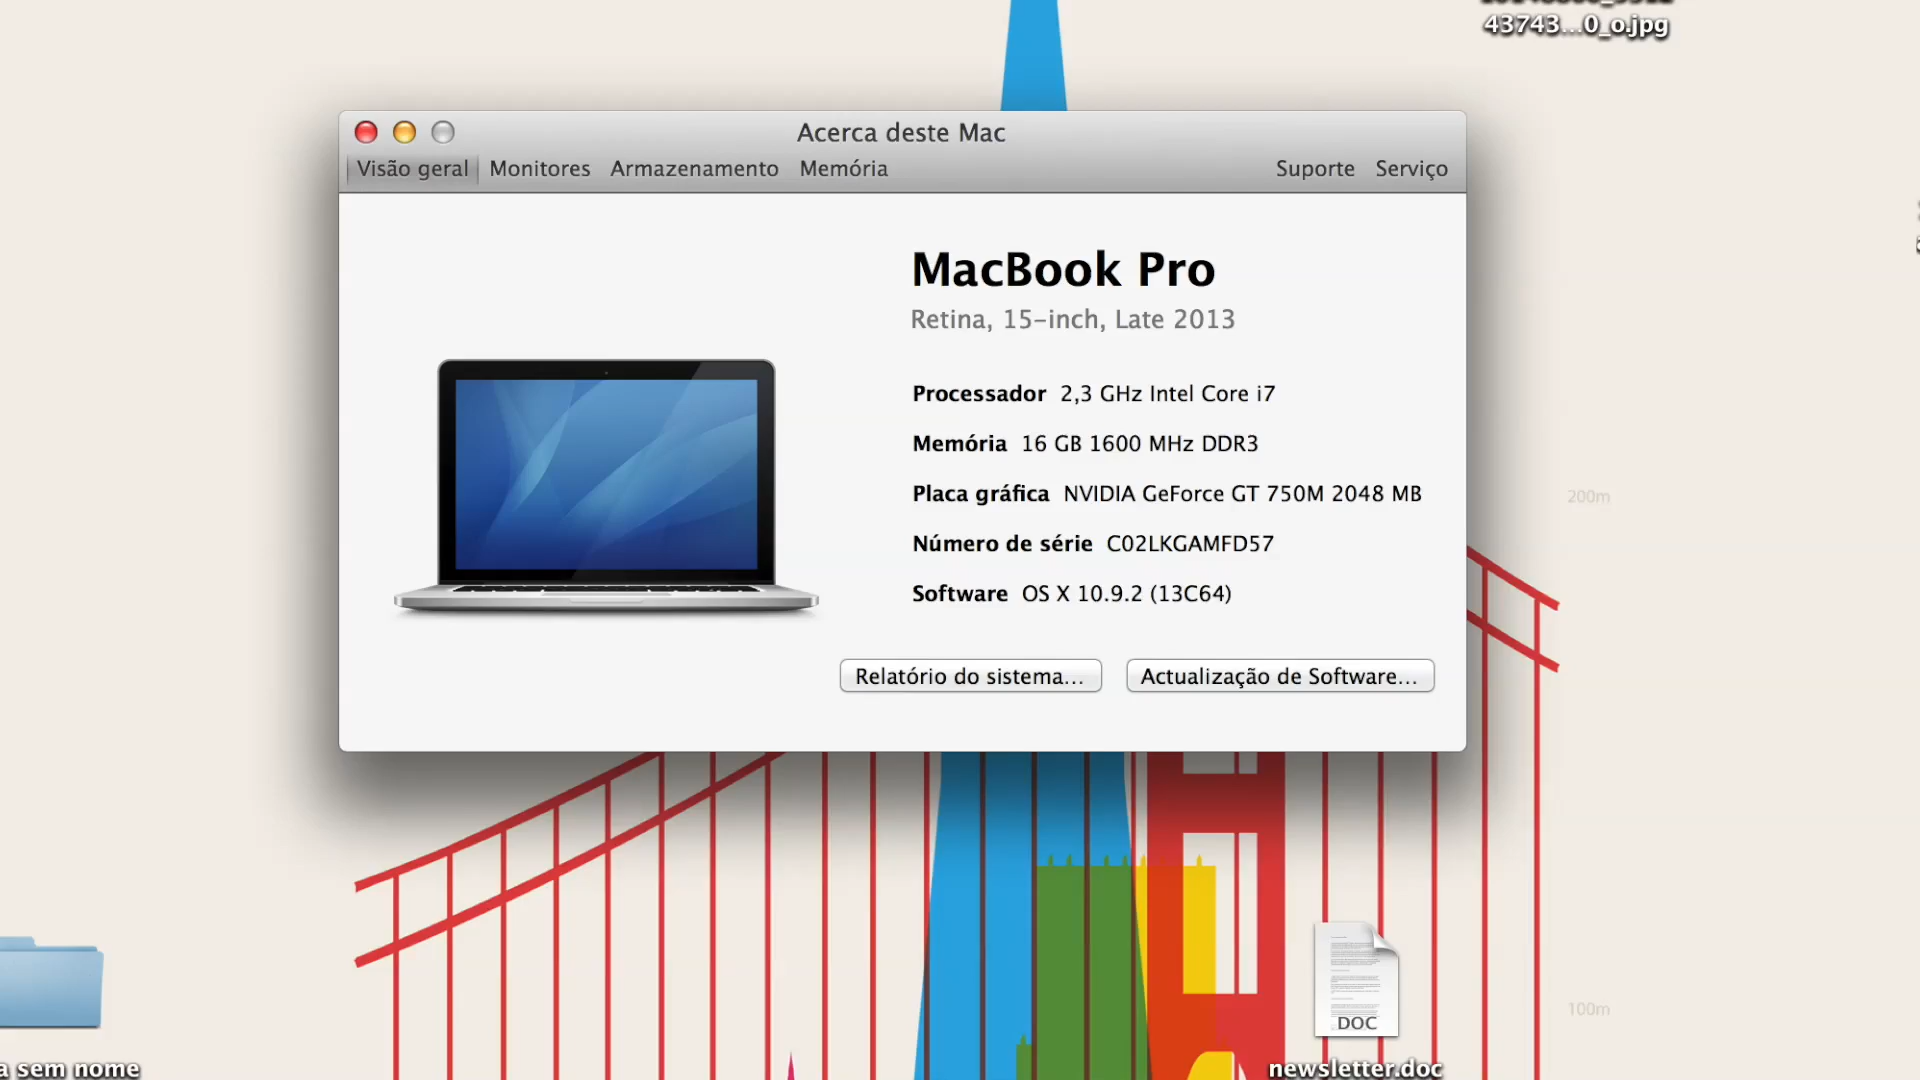 43743...0_o.jpg
Acerca deste Mac
Visão geral Monitores Armazenamento Memória Suporte Serviço
MacBook Pro
Retina, 15-inch, Late 2013
Processador 2,3 GHz Intel Core i7
Memória 16 GB 1600 MHz DDR3
Placa gráfica NVIDIA GeForce GT 750M 2048 MB
Número de série C02LKGAMFD57
Software OS X 10.9.2 (13C64)
Relatório do sistema...
Actualização de Software...
200m
100m
DOC
a sem nome
newsletter.doc